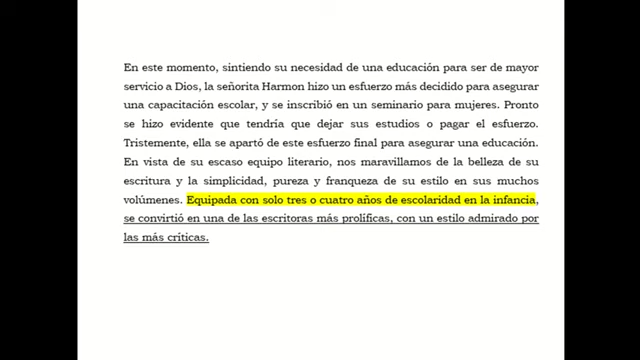 En este momento, sintiendo su necesidad de una educación para ser de mayor
servicio a Dios, la señorita Harmon hizo un esfuerzo más decidido para asegurar
una capacitación escolar, y se inscribió en un seminario para mujeres. Pronto
se hizo evidente que tendría que dejar sus estudios o pagar el esfuerzo.
Tristemente, ella se apartó de este esfuerzo final para asegurar una educación.
En vista de su escaso equipo literario, nos maravillamos de la belleza de su
escritura y la simplicidad, pureza y franqueza de su estilo en sus muchos
volúmenes. Equipada con solo tres o cuatro años de escolaridad en la infancia,
se convirtió en una de las escritoras más prolíficas, con un estilo admirado por
las más críticas.